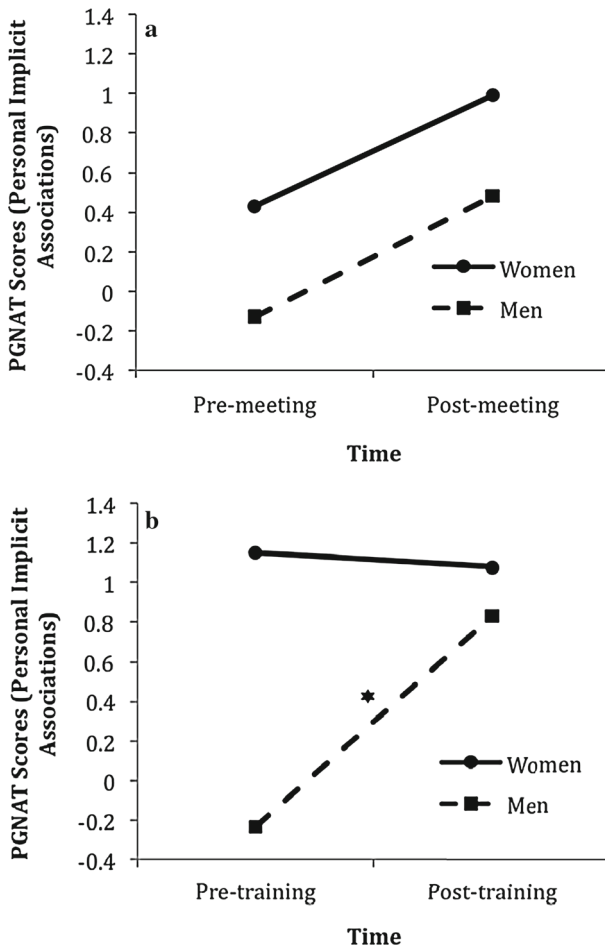 a
PGNAT Scores (Personal Implicit
Associations)
1.4
1.2
1
0.8
0.6
0.4
0.2
0
-0.2
-0.4
Women
Men
Pre-meeting Post-meeting
Time
b
PGNAT Scores (Personal Implicit
Associations)
1.4
1.2
1
0.8
0.6
0.4
0.2
0
-0.2
-0.4
Women
Men
Pre-training Post-training
Time